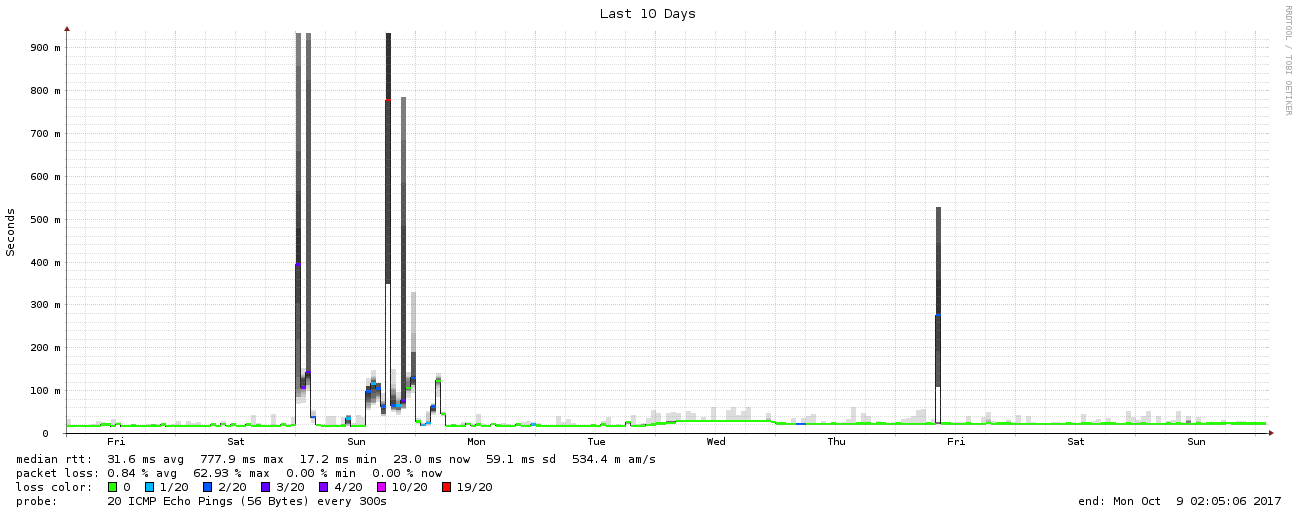 Last 10 Days
RRDTOOL / TOBI OETIKER
Seconds
900 m
800 m
700 m
600 m
500 m
400 m
300 m
200 m
100 m
0
Fri Sat Sun Mon Tue Wed Thu Fri Sat Sun
median rtt: 31.6 ms avg 777.9 ms max 17.2 ms min 23.0 ms now 59.1 ms sd 534.4 m am/s
packet loss: 0.84 % avg 62.93 % max 0.00 % min 0.00 % now
loss color: 0 1/20 2/20 3/20 4/20 10/20 19/20
probe: 20 ICMP Echo Pings (56 Bytes) every 300s end: Mon Oct 9 02:05:06 2017